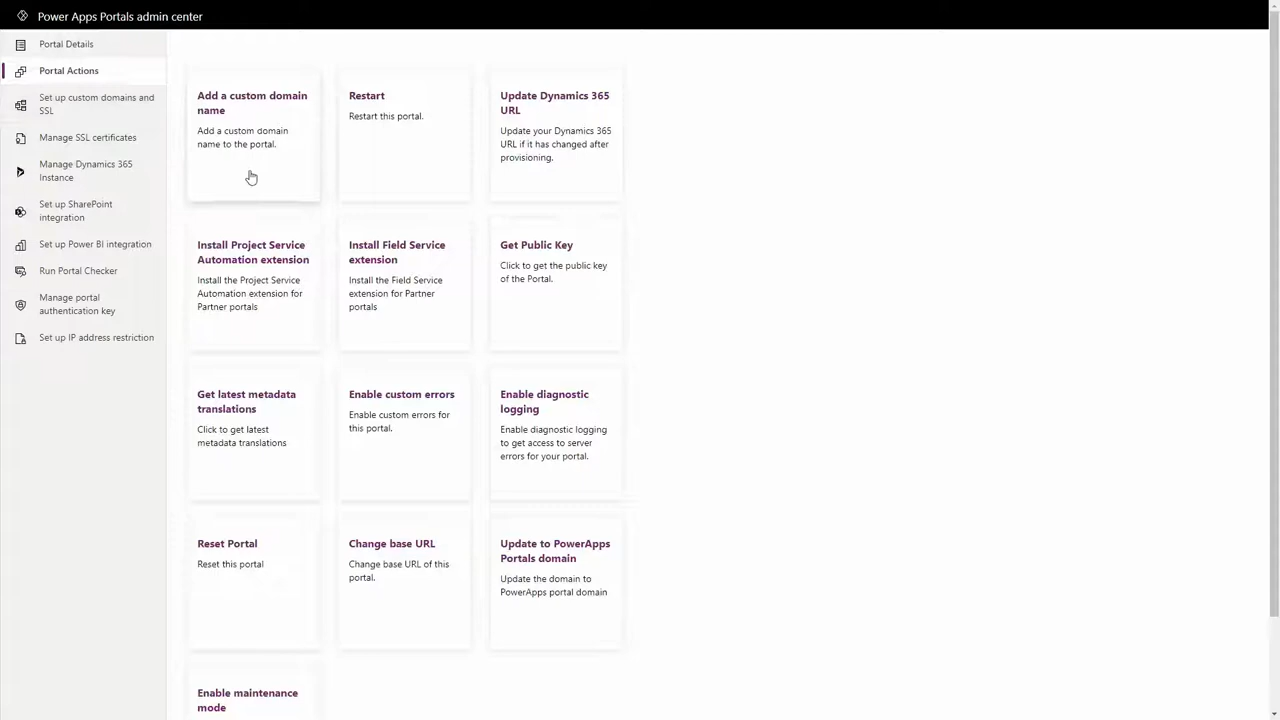 Power Apps Portals admin center
Portal Details
Portal Actions
Set up custom domains and
SSL
Manage SSL certificates
Manage Dynamics 365
Instance
Set up SharePoint
integration
Set up Power BI integration
Run Portal Checker
Manage portal
authentication key
Set up IP address restriction
Add a custom domain
name
Add a custom domain
name to the portal.
Restart
Restart this portal.
Update Dynamics 365
URL
Update your Dynamics 365
URL if it has changed after
provisioning.
Install Project Service
Automation extension
Install the Project Service
Automation extension for
Partner portals
Install Field Service
extension
Install the Field Service
extension for Partner
portals
Get Public Key
Click to get the public key
of the Portal.
Get latest metadata
translations
Click to get latest
metadata translations
Enable custom errors
Enable custom errors for
this portal.
Enable diagnostic
logging
Enable diagnostic logging
to get access to server
errors for your portal.
Reset Portal
Reset this portal
Change base URL
Change base URL of this
portal.
Update to PowerApps
Portals domain
Update the domain to
PowerApps portal domain
Enable maintenance
mode